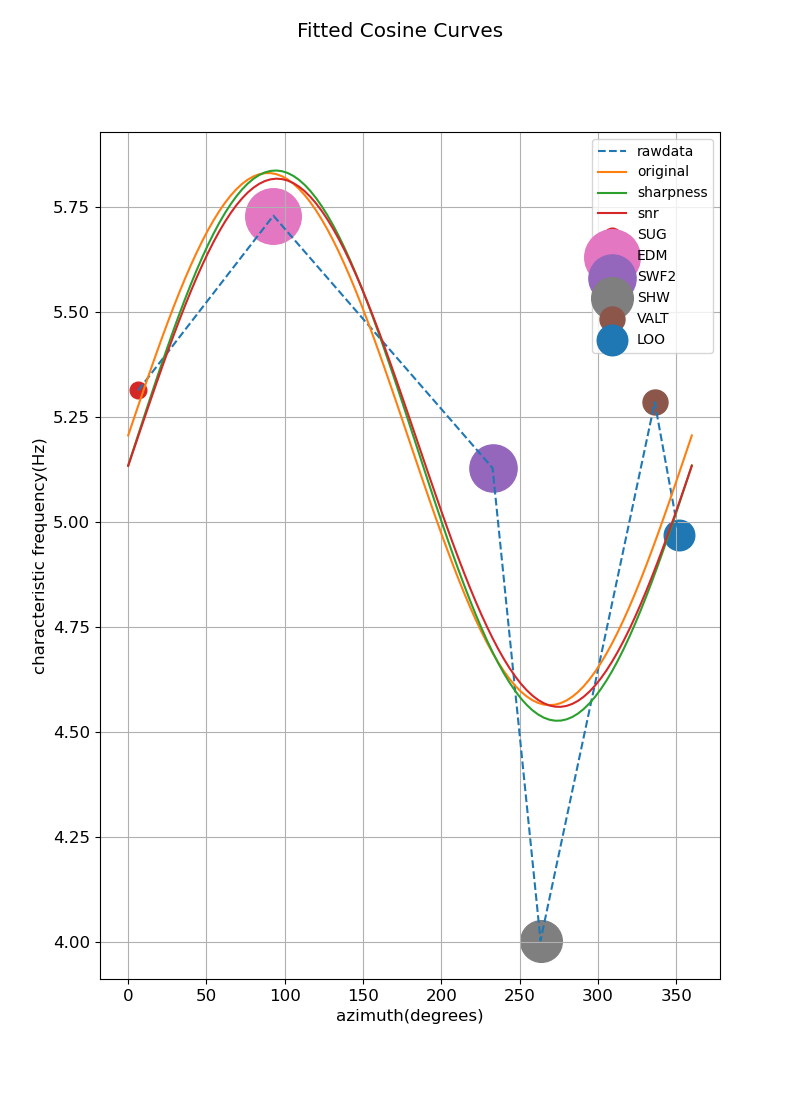 Fitted Cosine Curves
rawdata
original
sharpness
snr
SUG
EDM
SWF2
SHW
VALT
LOO
characteristic frequency(Hz)
5.75
5.50
5.25
5.00
4.75
4.50
4.25
4.00
0 50 100 150 200 250 300 350
azimuth(degrees)